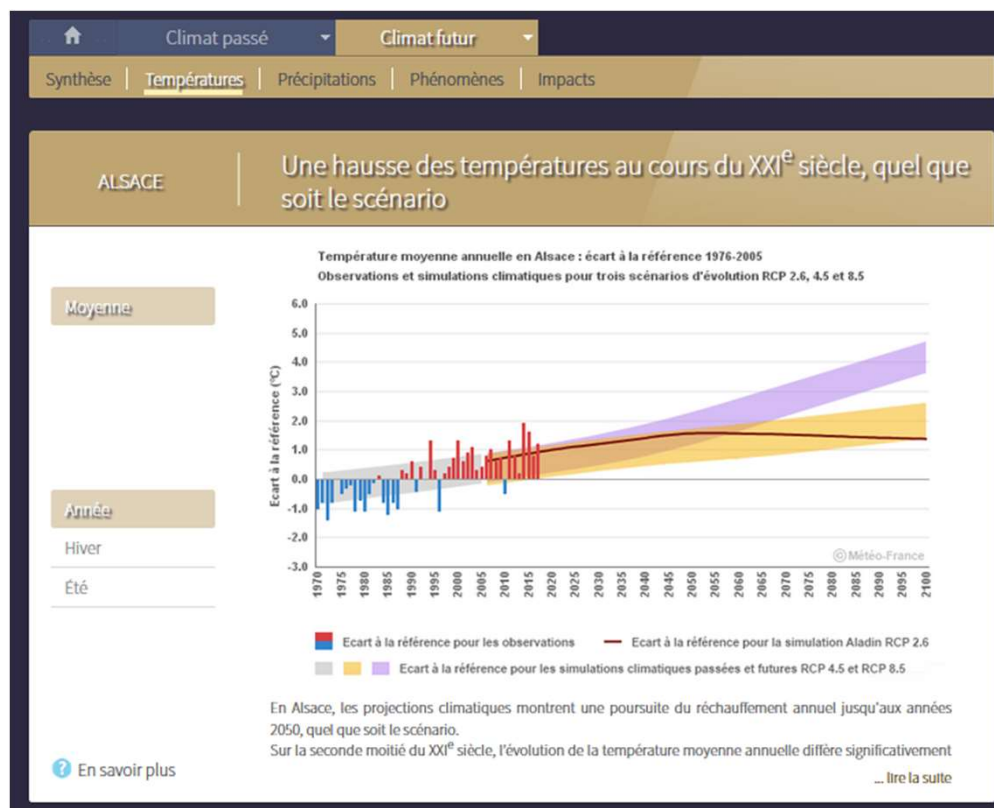 Climat passé Climat futur
Synthèse Températures Précipitations Phénomènes Impacts
ALSACE
Une hausse des températures au cours du XXIe siècle, quel que
soit le scénario
Moyenne
Année
Hiver
Été
En savoir plus
Température moyenne annuelle en Alsace : écart à la référence 1976-2005
Observations et simulations climatiques pour trois scénarios d'évolution RCP 2.6, 4.5 et 8.5
Ecart à la référence (°C)
6.0
5.0
4.0
3.0
2.0
1.0
0.0
-1.0
-2.0
-3.0
© Météo-France
1970 1975 1980 1985 1990 1995 2000 2005 2010 2015 2020 2025 2030 2035 2040 2045 2050 2055 2060 2065 2070 2075 2080 2085 2090 2095 2100
Ecart à la référence pour les observations Ecart à la référence pour la simulation Aladin RCP 2.6
Ecart à la référence pour les simulations climatiques passées et futures RCP 4.5 et RCP 8.5
En Alsace, les projections climatiques montrent une poursuite du réchauffement annuel jusqu'aux années
2050, quel que soit le scénario.
Sur la seconde moitié du XXIe siècle, l'évolution de la température moyenne annuelle diffère significativement
... lire la suite